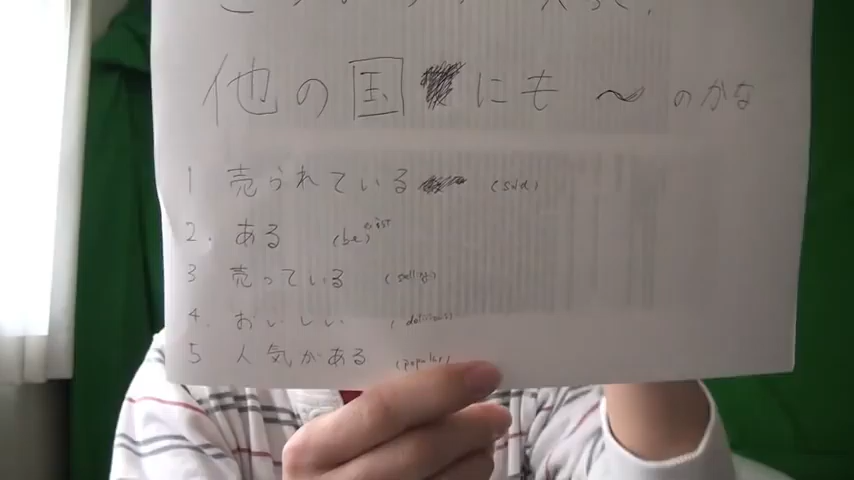 他の国にも 〜 のかな
1 売られている (sold)
2. ある (be) exist
3 売っている (selling)
4. おいしい (delicious)
5 人気がある (popular)